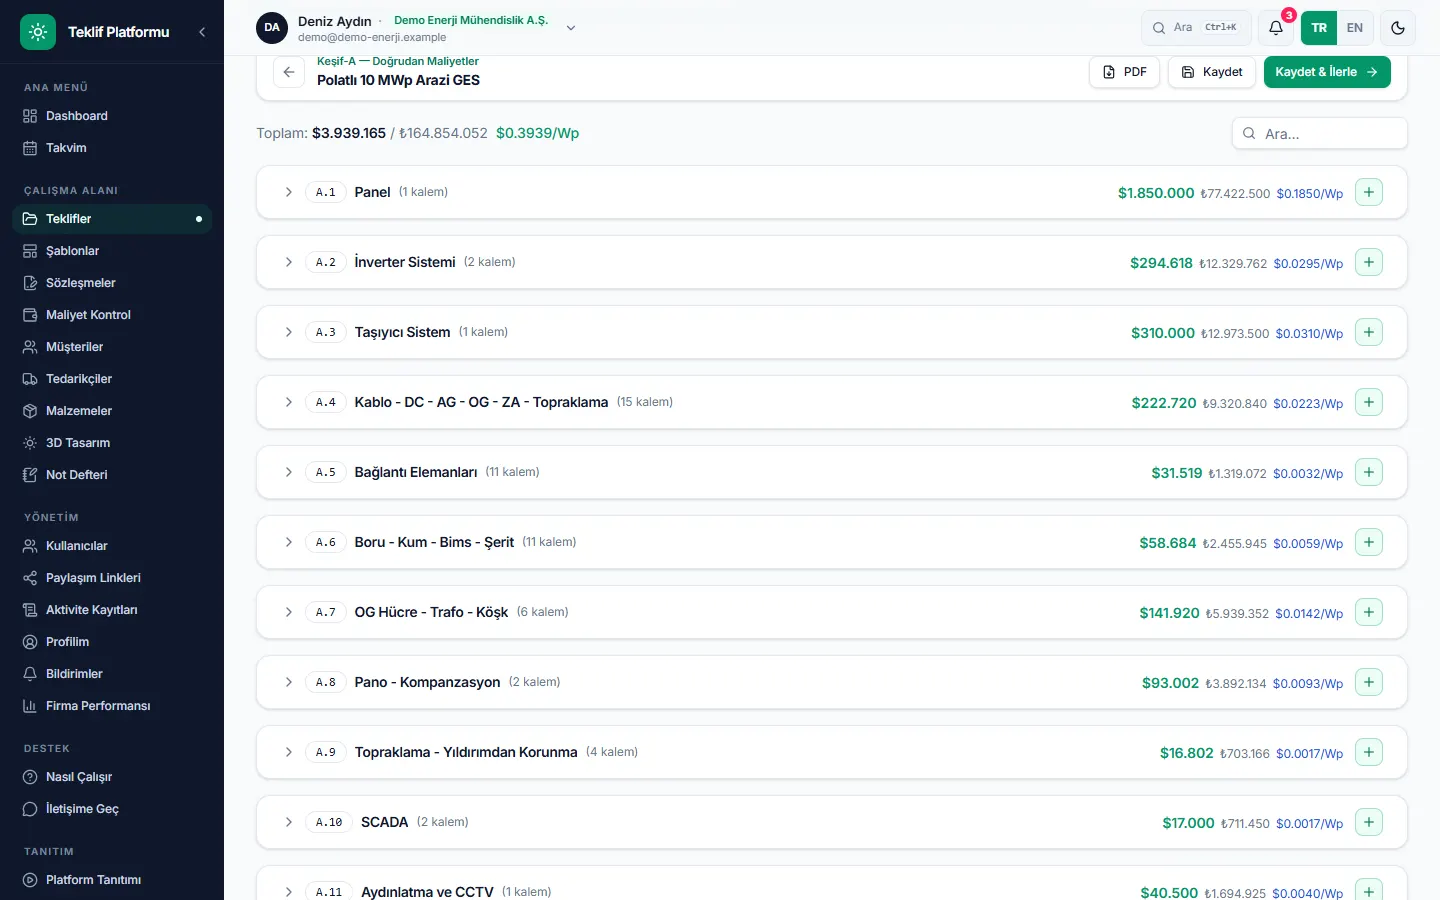 Teklif Platformu
ANA MENÜ
Dashboard
Takvim
ÇALIŞMA ALANI
Teklifler
Şablonlar
Sözleşmeler
Maliyet Kontrol
Müşteriler
Tedarikçiler
Malzemeler
3D Tasarım
Not Defteri
YÖNETİM
Kullanıcılar
Paylaşım Linkleri
Aktivite Kayıtları
Profilim
Bildirimler
Firma Performansı
DESTEK
Nasıl Çalışır
İletişime Geç
TANITIM
Platform Tanıtımı
DA
Deniz Aydın · Demo Enerji Mühendislik A.Ş.
demo@demo-enerji.example
Ara Ctrl+K
3
TR EN
Keşif-A — Doğrudan Maliyetler
Polatlı 10 MWp Arazi GES
PDF
Kaydet
Kaydet & İlerle
Toplam: $3.939.165 / ₺164.854.052 $0.3939/Wp
Ara...
A.1 Panel (1 kalem) $1.850.000 ₺77.422.500 $0.1850/Wp +
A.2 İnverter Sistemi (2 kalem) $294.618 ₺12.329.762 $0.0295/Wp +
A.3 Taşıyıcı Sistem (1 kalem) $310.000 ₺12.973.500 $0.0310/Wp +
A.4 Kablo - DC - AG - OG - ZA - Topraklama (15 kalem) $222.720 ₺9.320.840 $0.0223/Wp +
A.5 Bağlantı Elemanları (11 kalem) $31.519 ₺1.319.072 $0.0032/Wp +
A.6 Boru - Kum - Bims - Şerit (11 kalem) $58.684 ₺2.455.945 $0.0059/Wp +
A.7 OG Hücre - Trafo - Köşk (6 kalem) $141.920 ₺5.939.352 $0.0142/Wp +
A.8 Pano - Kompanzasyon (2 kalem) $93.002 ₺3.892.134 $0.0093/Wp +
A.9 Topraklama - Yıldırımdan Korunma (4 kalem) $16.802 ₺703.166 $0.0017/Wp +
A.10 SCADA (2 kalem) $17.000 ₺711.450 $0.0017/Wp +
A.11 Aydınlatma ve CCTV (1 kalem) $40.500 ₺1.694.925 $0.0040/Wp +